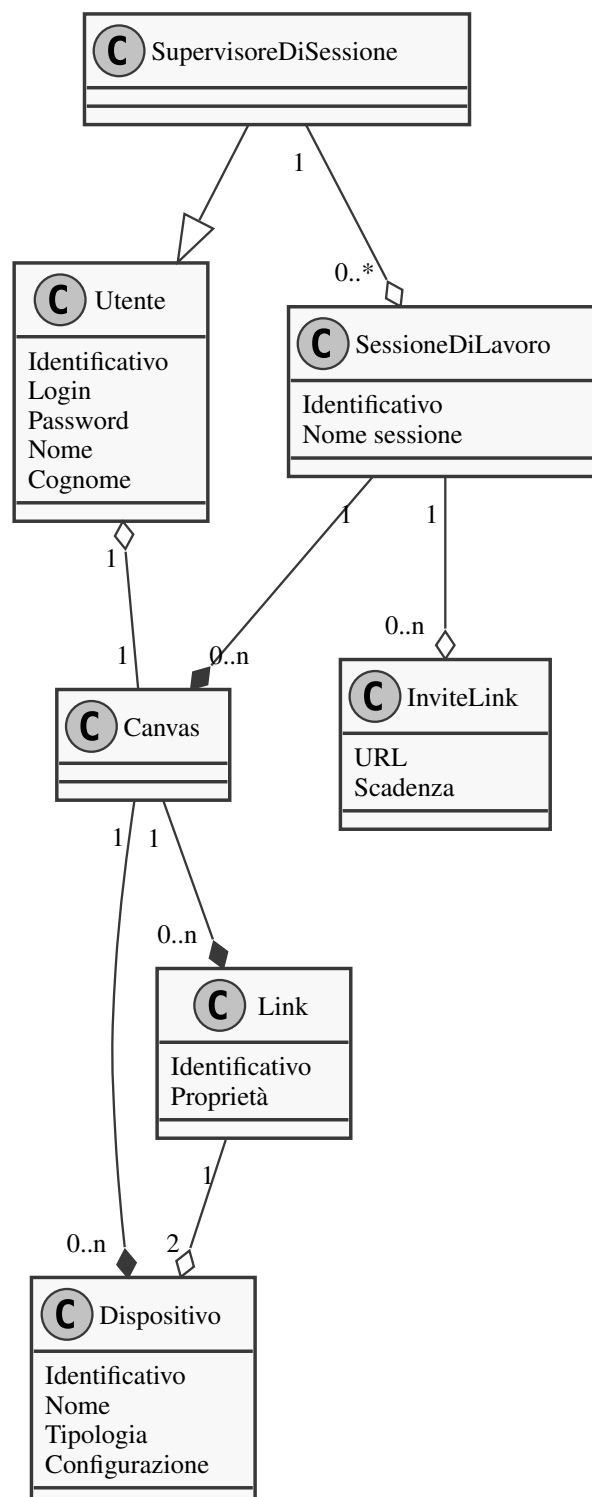 C SupervisoreDiSessione
1
0..*
C Utente
Identificativo
Login
Password
Nome
Cognome
C SessioneDiLavoro
Identificativo
Nome sessione
1
1
1
1
0..n
0..n
C Canvas
C InviteLink
URL
Scadenza
1
1
0..n
C Link
Identificativo
Proprietà
1
0..n
2
C Dispositivo
Identificativo
Nome
Tipologia
Configurazione